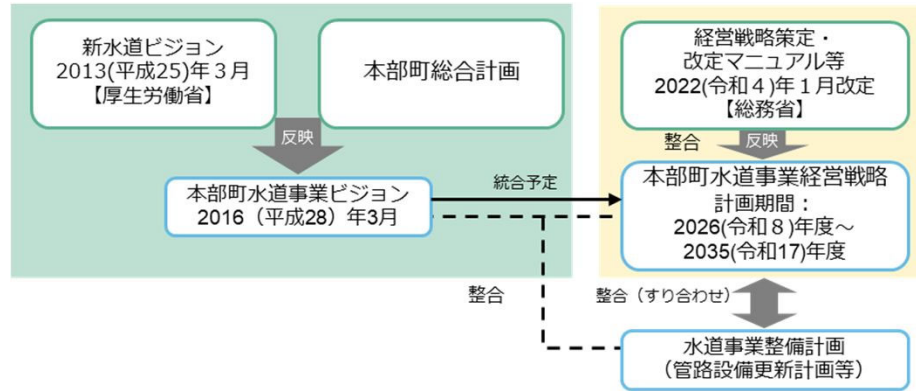 新水道ビジョン
2013(平成25)年３月
【厚生労働省】
本部町総合計画
経営戦略策定・
改定マニュアル等
2022(令和４)年１月改定
【総務省】
反映
整合
反映
本部町水道事業ビジョン
2016（平成28）年3月
統合予定
本部町水道事業経営戦略
計画期間：
2026(令和８)年度～
2035(令和17)年度
整合
整合（すり合わせ）
水道事業整備計画
（管路設備更新計画等）